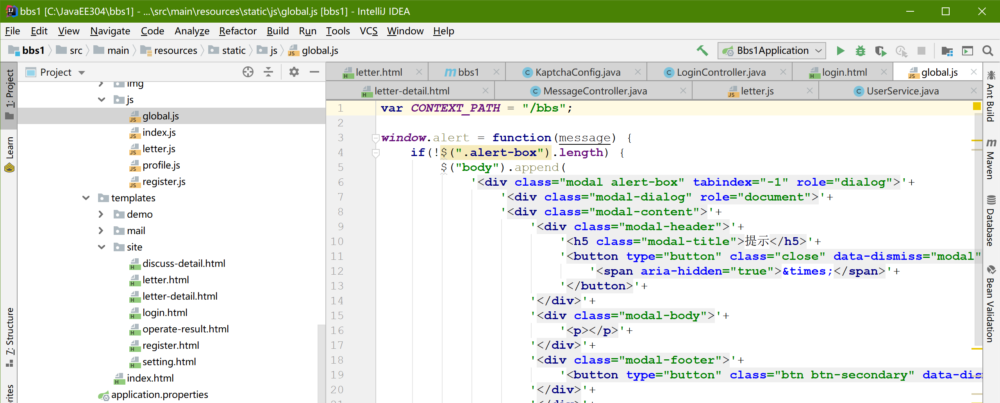 bbs1 [C:\JavaEE304\bbs1] - ...\src\main\resources\static\js\global.js [bbs1] - IntelliJ IDEA
File Edit View Navigate Code Analyze Refactor Build Run Tools VCS Window Help
bbs1 src main resources static js global.js Bbs1Application
1: Project
Learn
7: Structure
Project
img
js
global.js
index.js
letter.js
profile.js
register.js
templates
demo
mail
site
discuss-detail.html
letter.html
letter-detail.html
login.html
operate-result.html
register.html
setting.html
index.html
application.properties
letter.html bbs1 KaptchaConfig.java LoginController.java login.html global.js
letter-detail.html MessageController.java letter.js UserService.java
1 var CONTEXT_PATH = "/bbs";
2
3 window.alert = function(message) {
4 if(!$(".alert-box").length) {
5 $("body").append(
6 '<div class="modal alert-box" tabindex="-1" role="dialog">'+
7 '<div class="modal-dialog" role="document">'+
8 '<div class="modal-content">'+
9 '<div class="modal-header">'+
10 '<h5 class="modal-title">提示</h5>'+
11 '<button type="button" class="close" data-dismiss="modal"
12 '<span aria-hidden="true">&times;</span>'+
13 '</button>'+
14 '</div>'+
15 '<div class="modal-body">'+
16 '<p></p>'+
17 '</div>'+
18 '<div class="modal-footer">'+
19 '<button type="button" class="btn btn-secondary" data-dis
20 '</div>'+
Ant Build
Maven
Database
Bean Validation